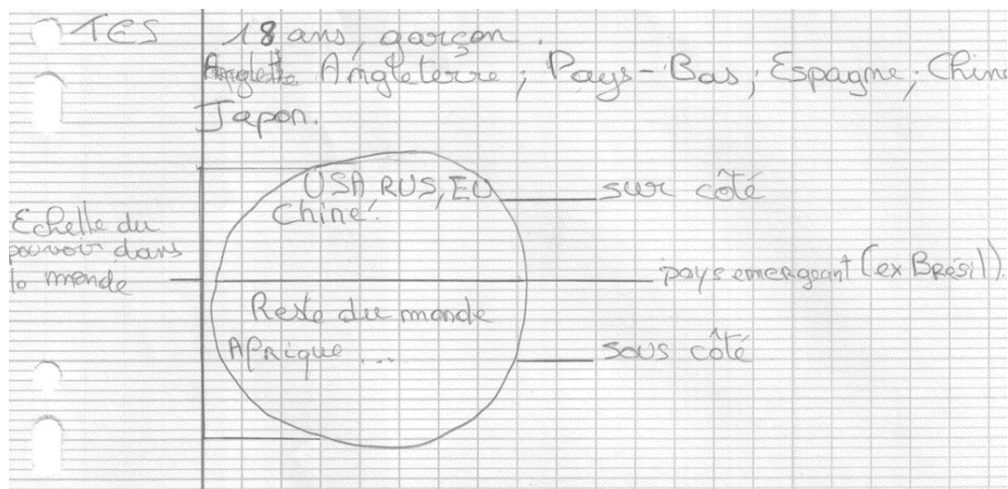 TES 18 ans, garçon.
Anglette Angleterre; Pays-Bas; Espagne; Chine
Japon.
USA RUS, EU
Chine.
sur côté
Echelle du
pouvoir dans
le monde
pays emergeant (ex Brésil)
Reste du monde
Afrique...
sous côté